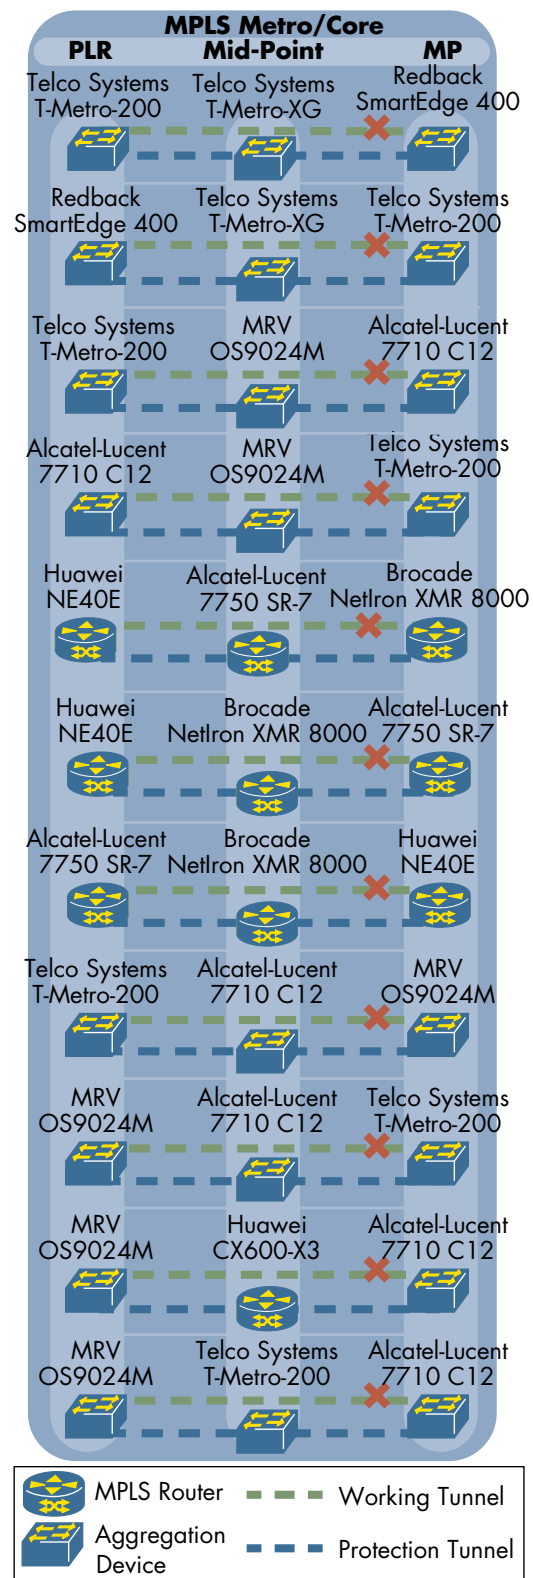 MPLS Metro/Core
PLR Mid-Point MP
Telco Systems
T-Metro-200
Telco Systems
T-Metro-XG
Redback
SmartEdge 400
Redback
SmartEdge 400
Telco Systems
T-Metro-XG
Telco Systems
T-Metro-200
Telco Systems
T-Metro-200
MRV
OS9024M
Alcatel-Lucent
7710 C12
Alcatel-Lucent
7710 C12
MRV
OS9024M
Telco Systems
T-Metro-200
Huawei
NE40E
Alcatel-Lucent
7750 SR-7
Brocade
NetIron XMR 8000
Huawei
NE40E
Brocade
NetIron XMR 8000
Alcatel-Lucent
7750 SR-7
Alcatel-Lucent
7750 SR-7
Brocade
NetIron XMR 8000
Huawei
NE40E
Telco Systems
T-Metro-200
Alcatel-Lucent
7710 C12
MRV
OS9024M
MRV
OS9024M
Alcatel-Lucent
7710 C12
Telco Systems
T-Metro-200
MRV
OS9024M
Huawei
CX600-X3
Alcatel-Lucent
7710 C12
MRV
OS9024M
Telco Systems
T-Metro-200
Alcatel-Lucent
7710 C12
MPLS Router
Working Tunnel
Aggregation
Device
Protection Tunnel